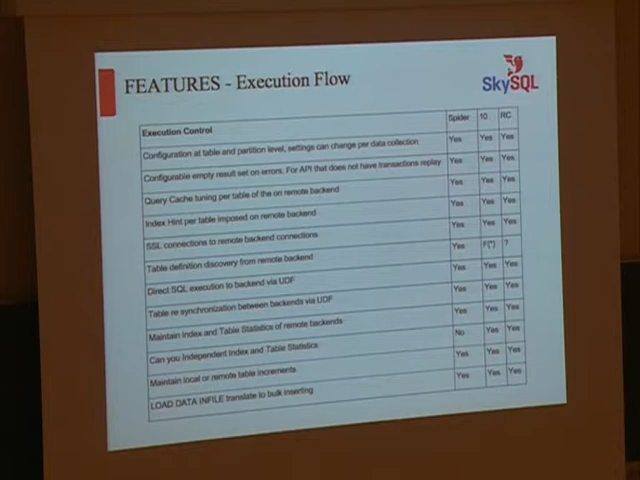 FEATURES - Execution Flow
SkySQL
Execution Control Spider 10 RC
Configuration at table and partition level, settings can change per data collection Yes Yes Yes
Configurable empty result set on errors. For API that does not have transactions replay Yes Yes Yes
Query Cache tuning per table of the on remote backend Yes Yes Yes
Index Hint per table imposed on remote backend Yes Yes Yes
SSL connections to remote backend connections Yes Yes Yes
Table definition discovery from remote backend Yes F(*) ?
Direct SQL execution to backend via UDF Yes Yes Yes
Table re synchronization between backends via UDF Yes Yes Yes
Maintain Index and Table Statistics of remote backends Yes Yes Yes
Can you Independent Index and Table Statistics No Yes Yes
Maintain local or remote table increments Yes Yes Yes
LOAD DATA INFILE translate to bulk inserting Yes Yes Yes